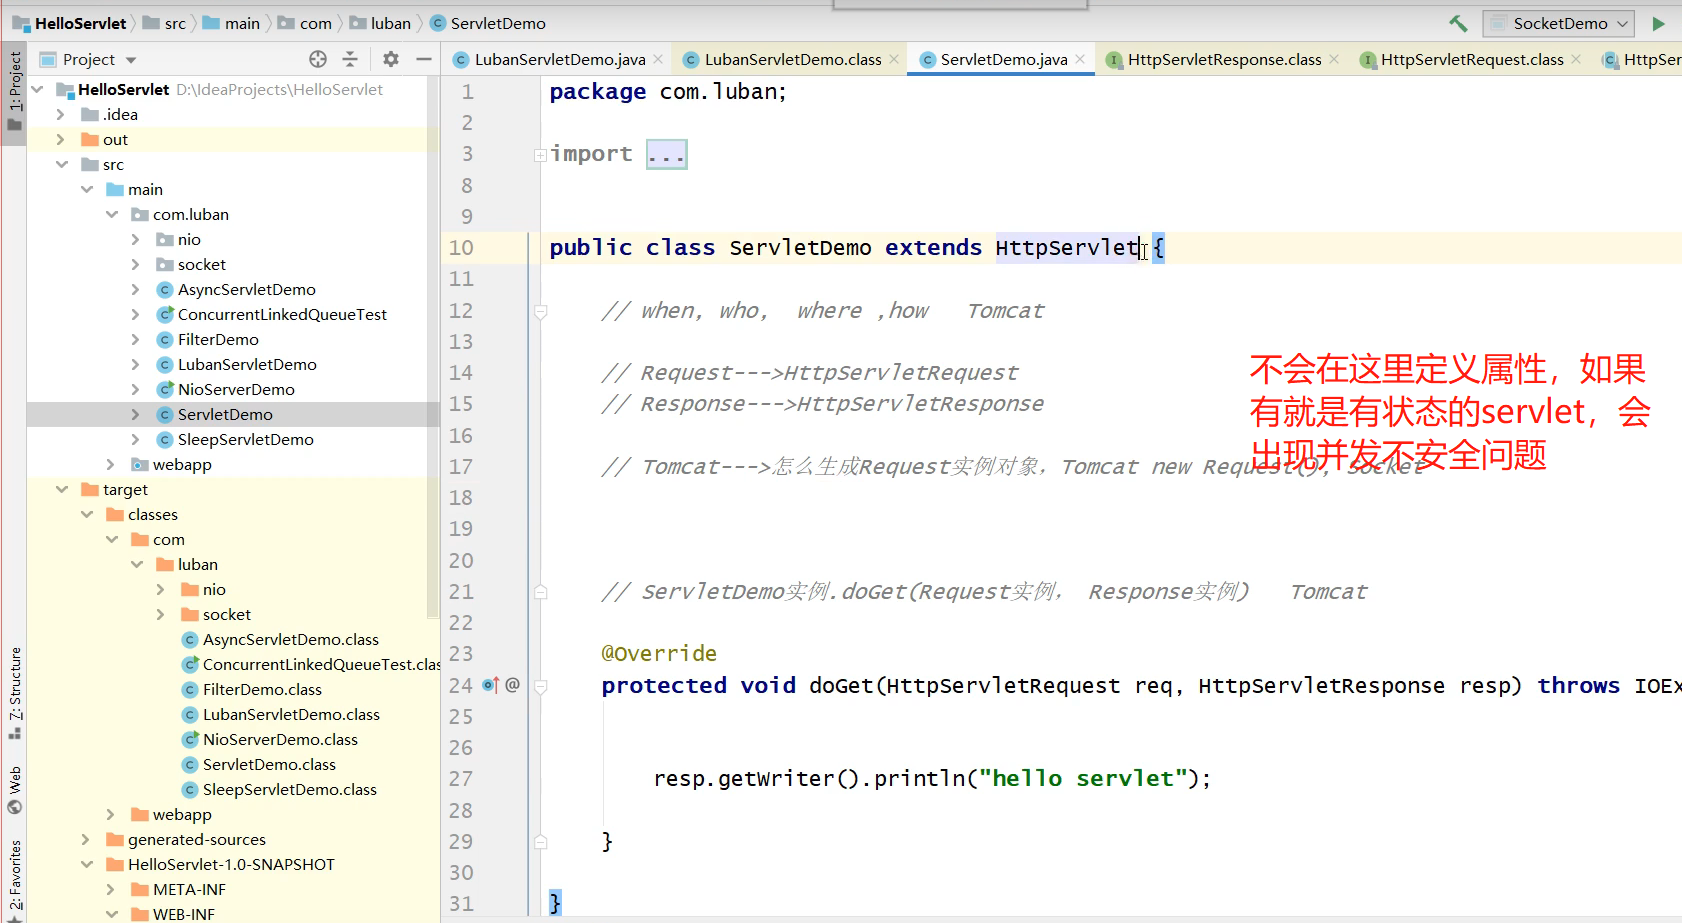 HelloServlet src main com luban ServletDemo SocketDemo
Project
LubanServletDemo.java LubanServletDemo.class ServletDemo.java HttpServletResponse.class HttpServletRequest.class HttpSer
1: Project
7: Structure
Web
2: Favorites
HelloServlet D:\IdeaProjects\HelloServlet
.idea
out
src
main
com.luban
nio
socket
AsyncServletDemo
ConcurrentLinkedQueueTest
FilterDemo
LubanServletDemo
NioServerDemo
ServletDemo
SleepServletDemo
webapp
target
classes
com
luban
nio
socket
AsyncServletDemo.class
ConcurrentLinkedQueueTest.clas
FilterDemo.class
LubanServletDemo.class
NioServerDemo.class
ServletDemo.class
SleepServletDemo.class
webapp
generated-sources
HelloServlet-1.0-SNAPSHOT
META-INF
WEB-INF
1 package com.luban;
2
3 import ...
8
9
10 public class ServletDemo extends HttpServlet {
11
12 // when, who, where ,how Tomcat
13
14 // Request--->HttpServletRequest
15 // Response--->HttpServletResponse
16
17 // Tomcat--->怎么生成Request实例对象，Tomcat new Request(), Socket
18
19
20
21 // ServletDemo实例.doGet(Request实例， Response实例) Tomcat
22
23 @Override
24 @ protected void doGet(HttpServletRequest req, HttpServletResponse resp) throws IOEx
25
26
27 resp.getWriter().println("hello servlet");
28
29 }
30
31 }
不会在这里定义属性，如果
有就是有状态的servlet，会
出现并发不安全问题